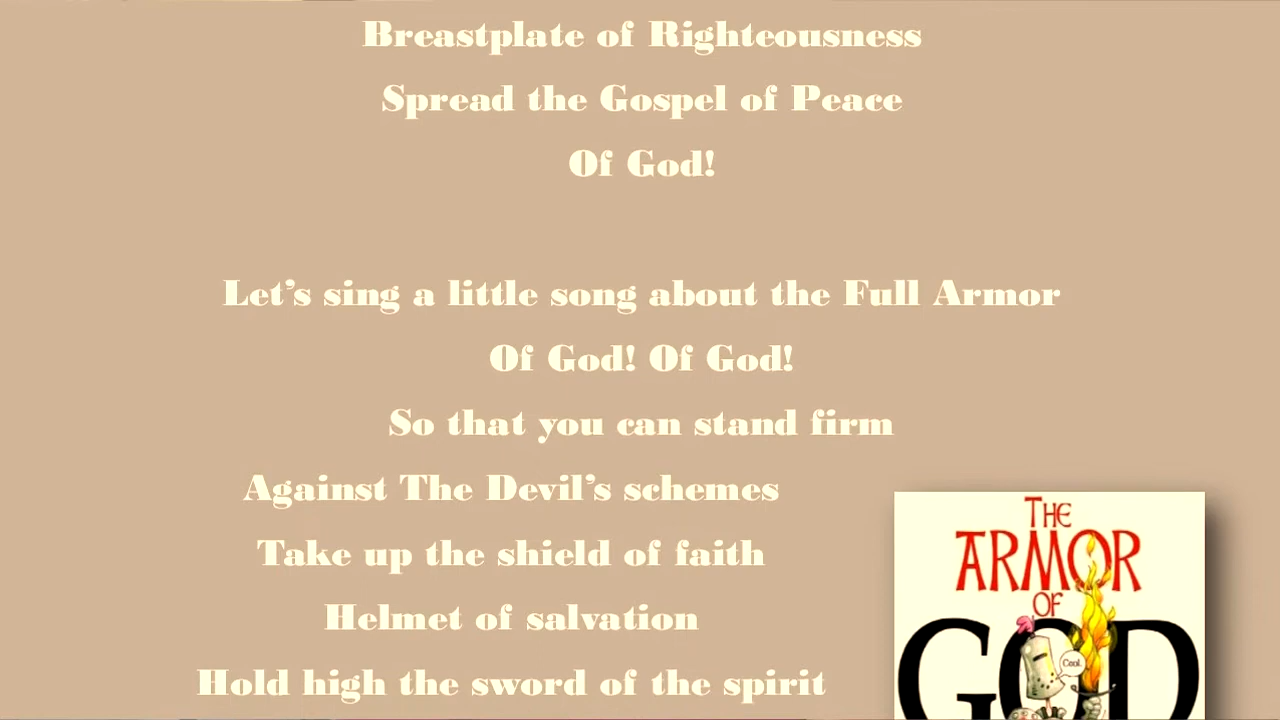 Breastplate of Righteousness
Spread the Gospel of Peace
Of God!
Let's sing a little song about the Full Armor
Of God! Of God!
So that you can stand firm
Against The Devil's schemes
Take up the shield of faith
Helmet of salvation
Hold high the sword of the spirit
THE
ARMOR
OF
GOD
Cool.